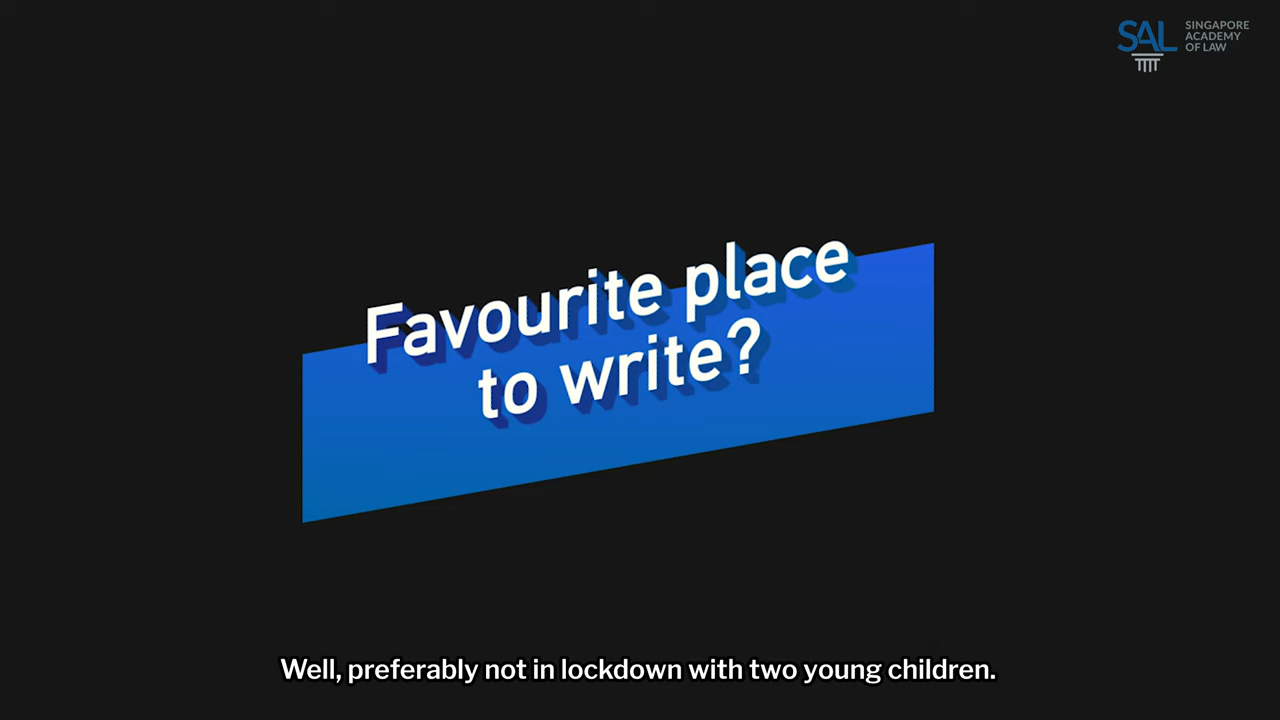 SAL
SINGAPORE
ACADEMY
OF LAW
Favourite place
to write?
Well, preferably not in lockdown with two young children.